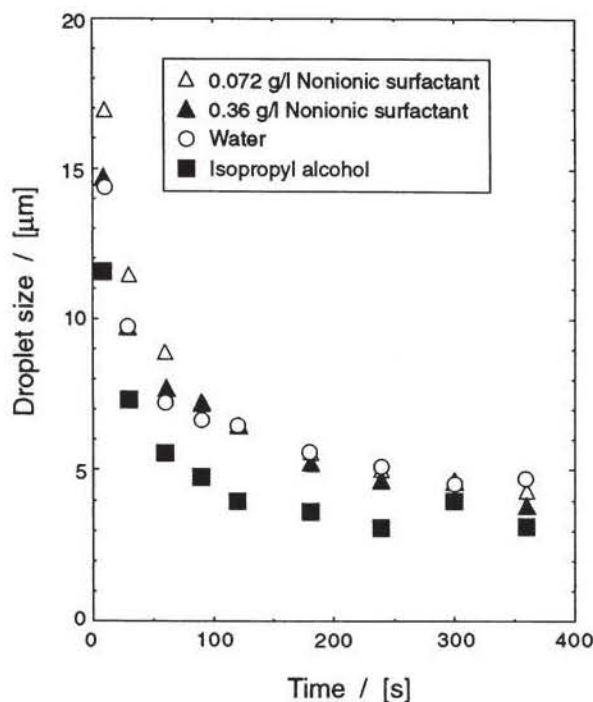 20
15
10
5
0
0
100
200
300
400
Droplet size / [μm]
Time / [s]
0.072 g/l Nonionic surfactant
0.36 g/l Nonionic surfactant
Water
Isopropyl alcohol